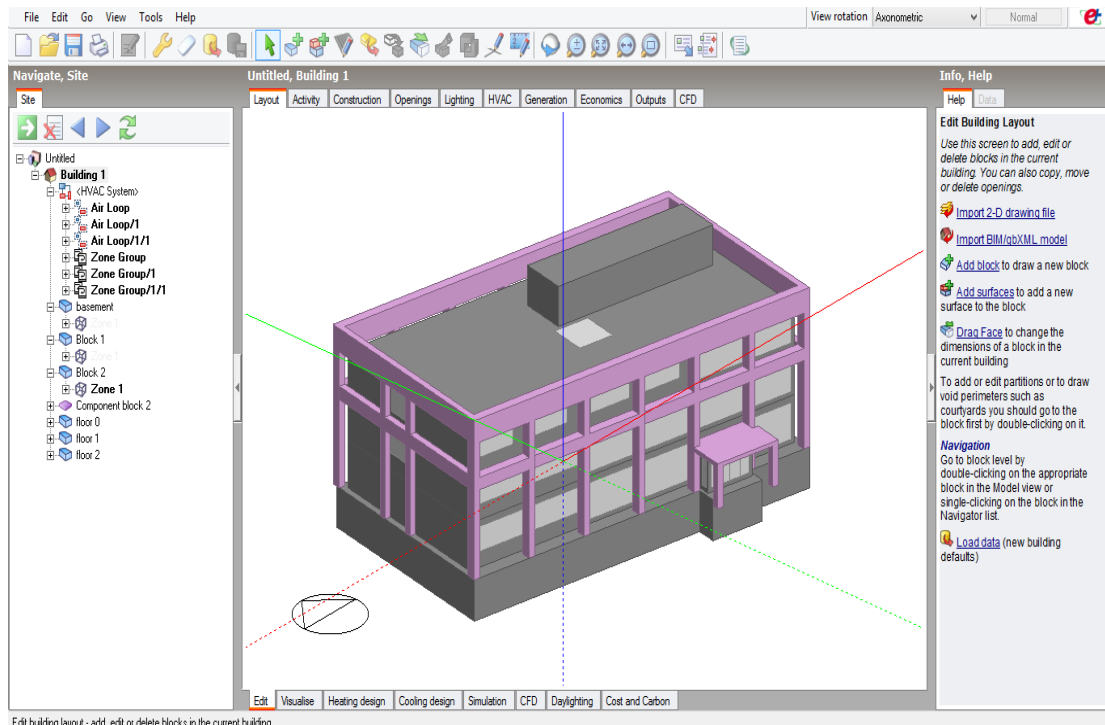 File Edit Go View Tools Help
View rotation Axonometric Normal
Navigate, Site
Site
Untitled
Building 1
<HVAC System>
Air Loop
Air Loop/1
Air Loop/1/1
Zone Group
Zone Group/1
Zone Group/1/1
basement
Zone 1
Block 1
Zone 1
Block 2
Zone 1
Component block 2
floor 0
floor 1
floor 2
Untitled, Building 1
Layout Activity Construction Openings Lighting HVAC Generation Economics Outputs CFD
Edit Visualise Heating design Cooling design Simulation CFD Daylighting Cost and Carbon
Info, Help
Help Data
Edit Building Layout
Use this screen to add, edit or
delete blocks in the current
building. You can also copy, move
or delete openings.
Import 2-D drawing file
Import BIM/gbXML model
Add block to draw a new block
Add surfaces to add a new
surface to the block
Drag Face to change the
dimensions of a block in the
current building
To add or edit partitions or to draw
void perimeters such as
courtyards you should go to the
block first by double-clicking on it.
Navigation
Go to block level by
double-clicking on the appropriate
block in the Model view or
single-clicking on the block in the
Navigator list.
Load data (new building
defaults)
Edit building layout - add, edit or delete blocks in the current building